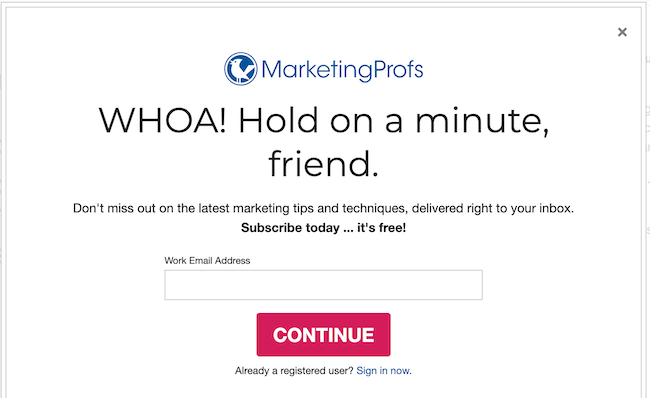 ×
MarketingProfs
WHOA! Hold on a minute,
friend.
Don't miss out on the latest marketing tips and techniques, delivered right to your inbox.
Subscribe today ... it's free!
Work Email Address
CONTINUE
Already a registered user? Sign in now.